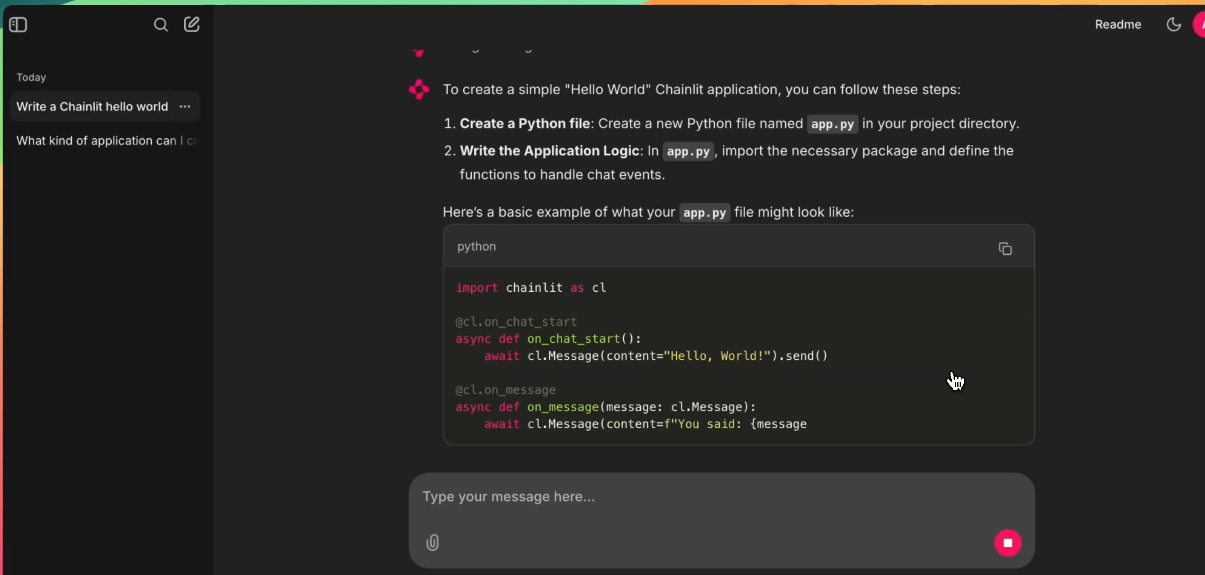 Readme
Today
Write a Chainlit hello world ...
What kind of application can I cr
To create a simple "Hello World" Chainlit application, you can follow these steps:
1. Create a Python file: Create a new Python file named app.py in your project directory.
2. Write the Application Logic: In app.py, import the necessary package and define the
functions to handle chat events.
Here's a basic example of what your app.py file might look like:
python
import chainlit as cl
@cl.on_chat_start
async def on_chat_start():
    await cl.Message(content="Hello, World!").send()
@cl.on_message
async def on_message(message: cl.Message):
    await cl.Message(content=f"You said: {message
Type your message here...